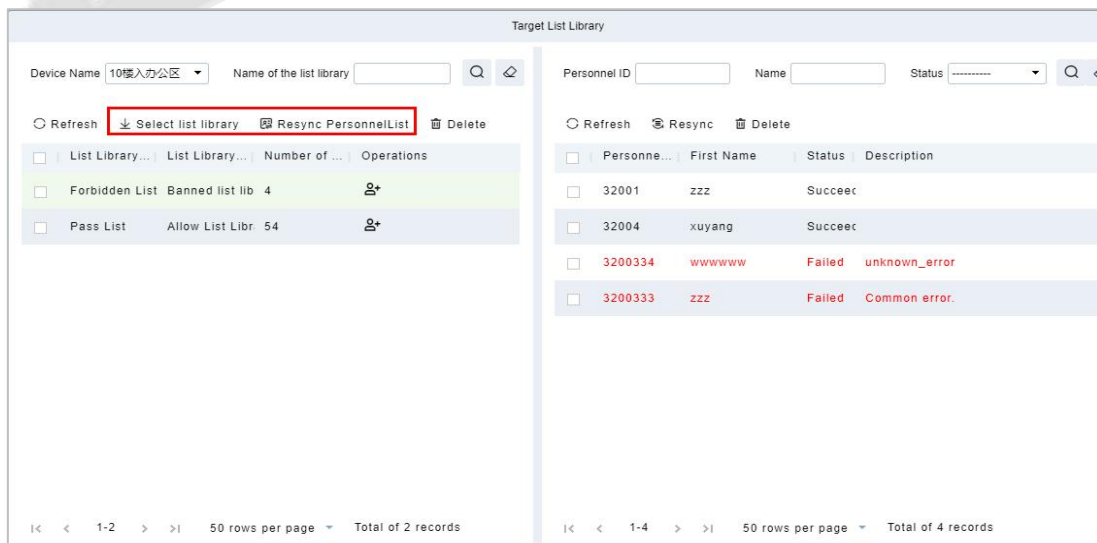 Target List Library
Device Name 10楼入办公区 Name of the list library
Refresh Select list library Resync PersonnelList Delete
List Library... List Library... Number of ... Operations
Forbidden List Banned list lib 4
Pass List Allow List Libr 54
1-2 50 rows per page Total of 2 records
Personnel ID Name Status ----------
Refresh Resync Delete
Personne... First Name Status Description
32001 zzz Succeed
32004 xuyang Succeed
3200334 wwwwww Failed unknown_error
3200333 zzz Failed Common error.
1-4 50 rows per page Total of 4 records